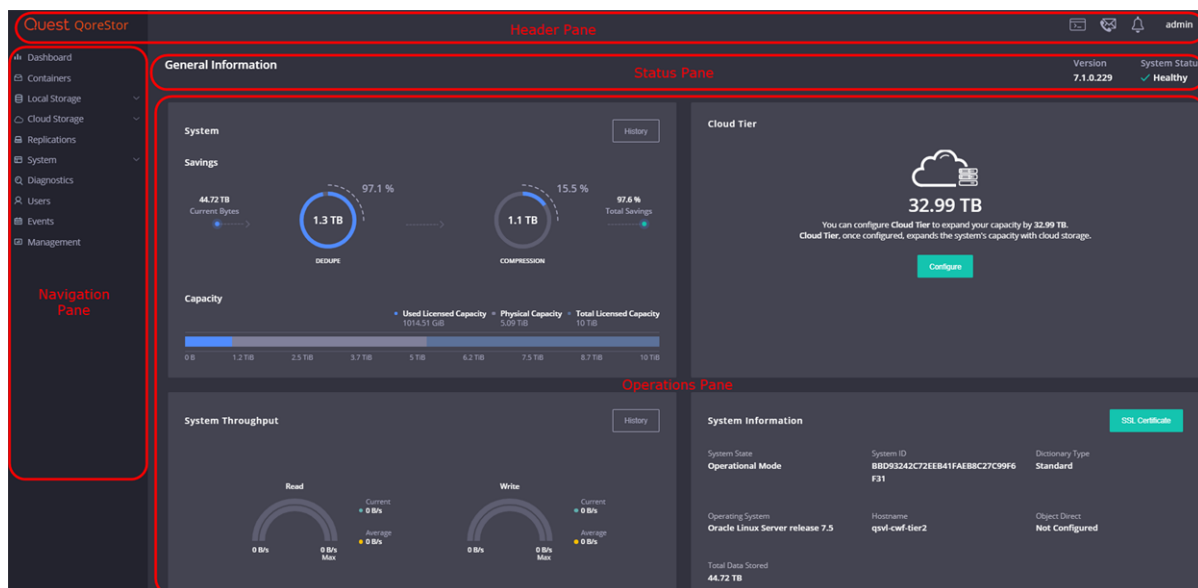 Quest QoreStor
Header Pane
admin
Dashboard
Containers
Local Storage
Cloud Storage
Replications
System
Diagnostics
Users
Events
Management
Navigation
Pane
General Information
Status Pane
Version
7.1.0.229
System Statu
Healthy
System
History
Savings
44.72 TB
Current Bytes
97.1 %
1.3 TB
DEDUPE
15.5 %
1.1 TB
COMPRESSION
97.6%
Total Savings
Capacity
Used Licensed Capacity
1014.51 GiB
Physical Capacity
5.09 TiB
Total Licensed Capacity
10 TiB
0 B 1.2 TiB 2.5 TiB 3.7 TiB 5 TiB 6.2 TiB 7.5 TiB 8.7 TiB 10 TiB
Cloud Tier
32.99 TB
You can configure Cloud Tier to expand your capacity by 32.99 TB.
Cloud Tier, once configured, expands the system's capacity with cloud storage.
Configure
Operations Pane
System Throughput
History
Read
Current
0 B/s
Average
0 B/s
0 B/s
0 B/s
Max
Write
Current
0 B/s
Average
0 B/s
0 B/s
0 B/s
Max
System Information
SSL Certificate
System State
Operational Mode
System ID
BBD93242C72EEB41FAEB8C27C99F6
F31
Dictionary Type
Standard
Operating System
Oracle Linux Server release 7.5
Hostname
qsvl-cwf-tier2
Object Direct
Not Configured
Total Data Stored
44.72 TB